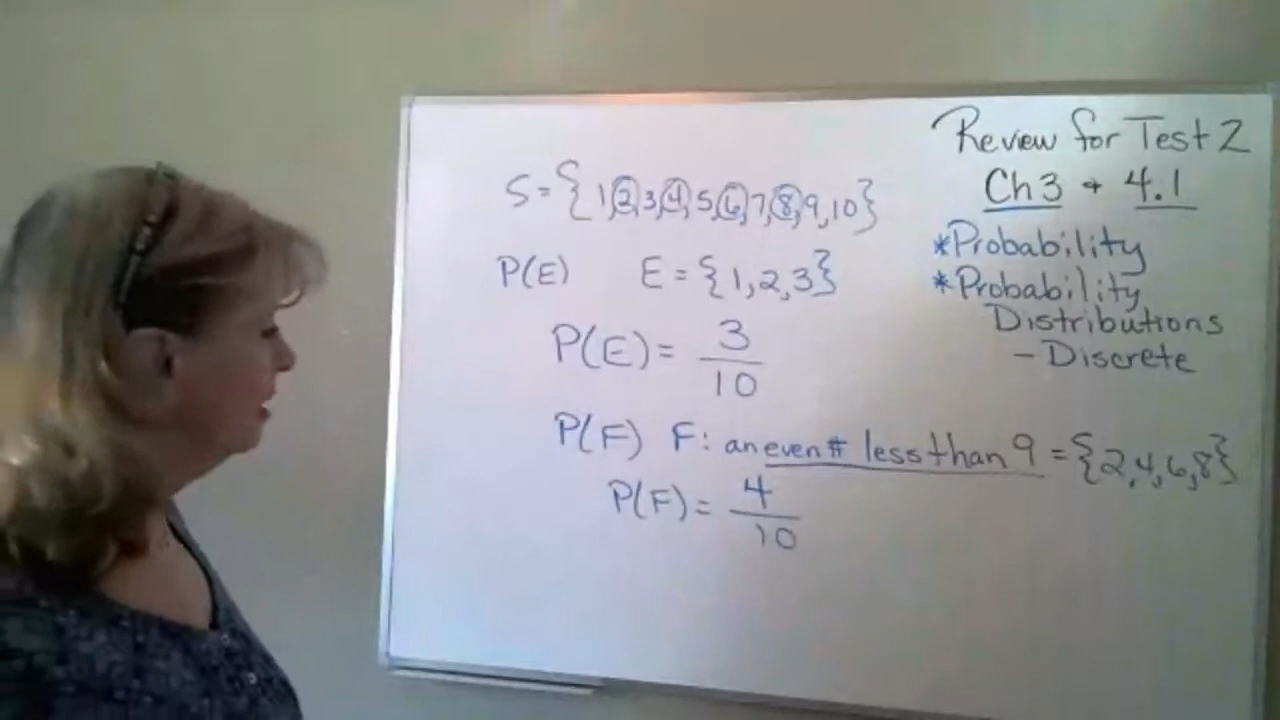 Review for Test 2
Ch 3 + 4.1
*Probability
*Probability
Distributions
- Discrete
S = {1,2,3,4,5,6,7,8,9,10}
P(E) E = {1,2,3}
P(E) = 3/10
P(F) F: an even # less than 9 = {2,4,6,8}
P(F) = 4/10